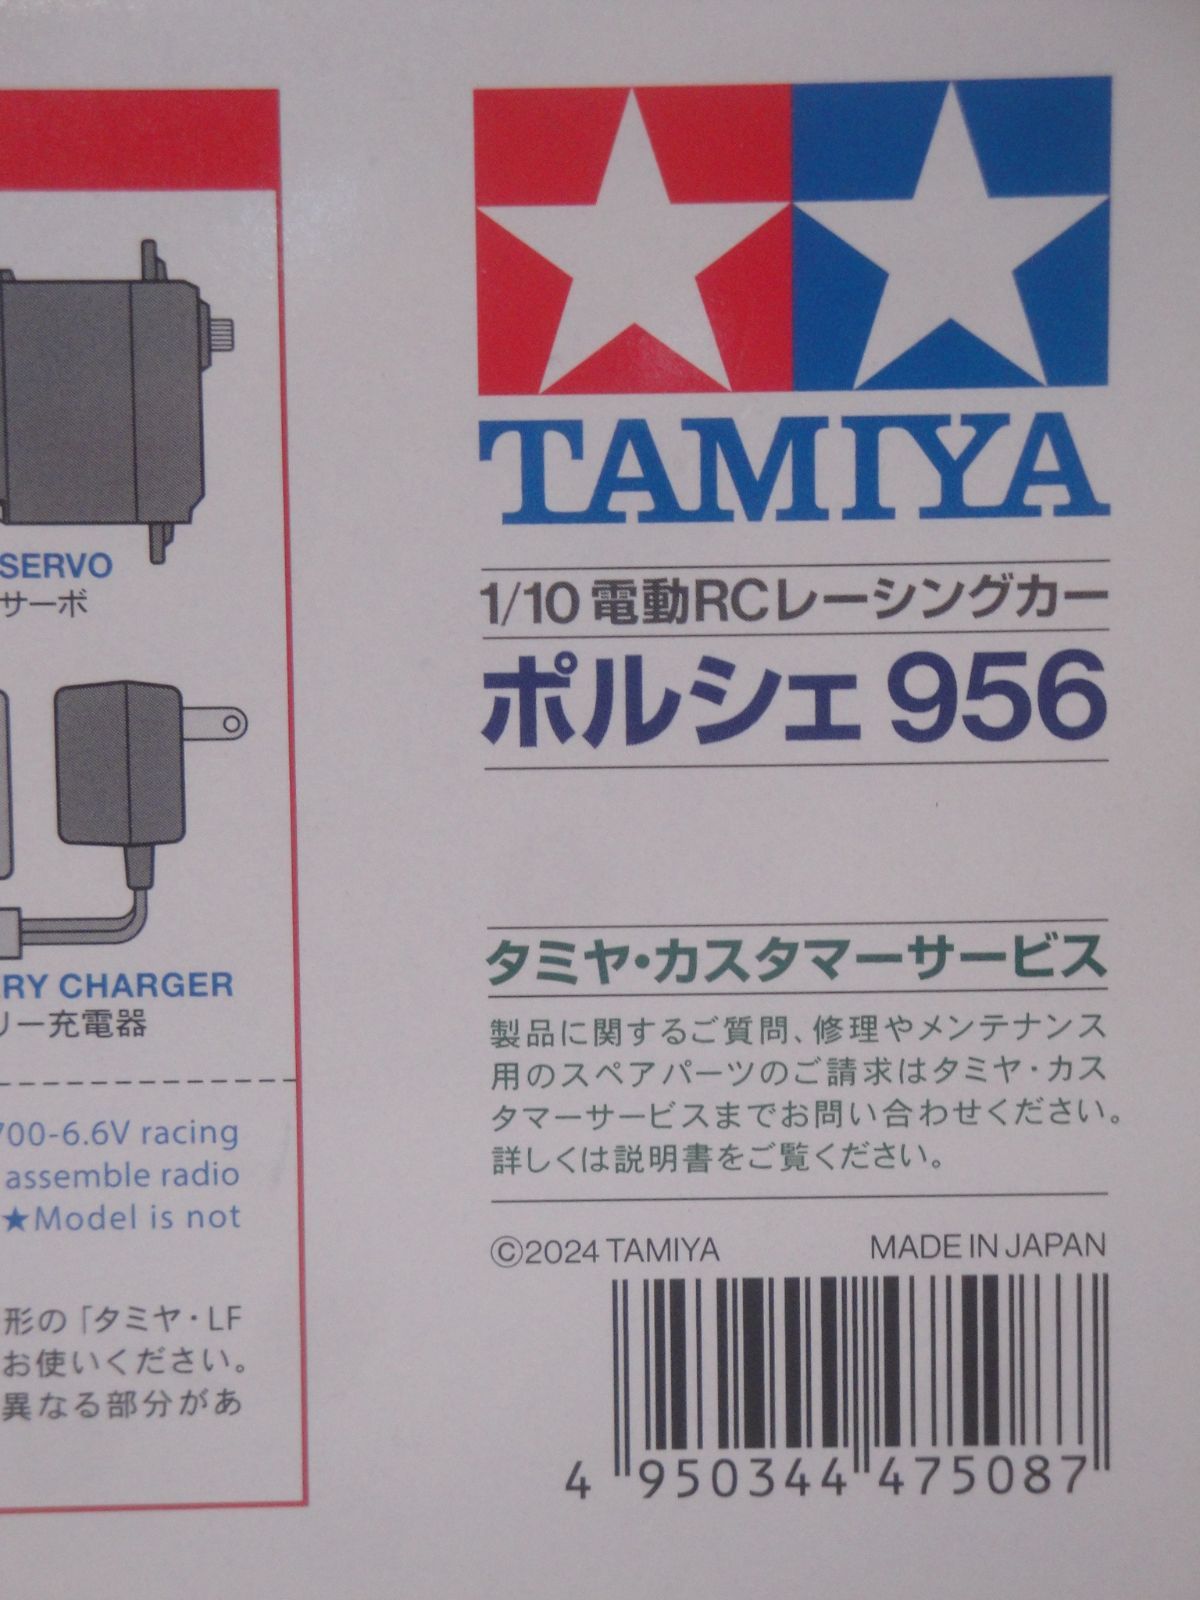 SERVO
サーボ
RY CHARGER
リー充電器
700-6.6V racing
assemble radio
★Model is not
形の「タミヤ・LF
お使いください。
異なる部分があ
TAMIYA
1/10 電動RCレーシングカー
ポルシェ 956
タミヤ・カスタマーサービス
製品に関するご質問、修理やメンテナンス
用のスペアパーツのご請求はタミヤ・カス
タマーサービスまでお問い合わせください。
詳しくは説明書をご覧ください。
©2024 TAMIYA MADE IN JAPAN
4 950344 475087